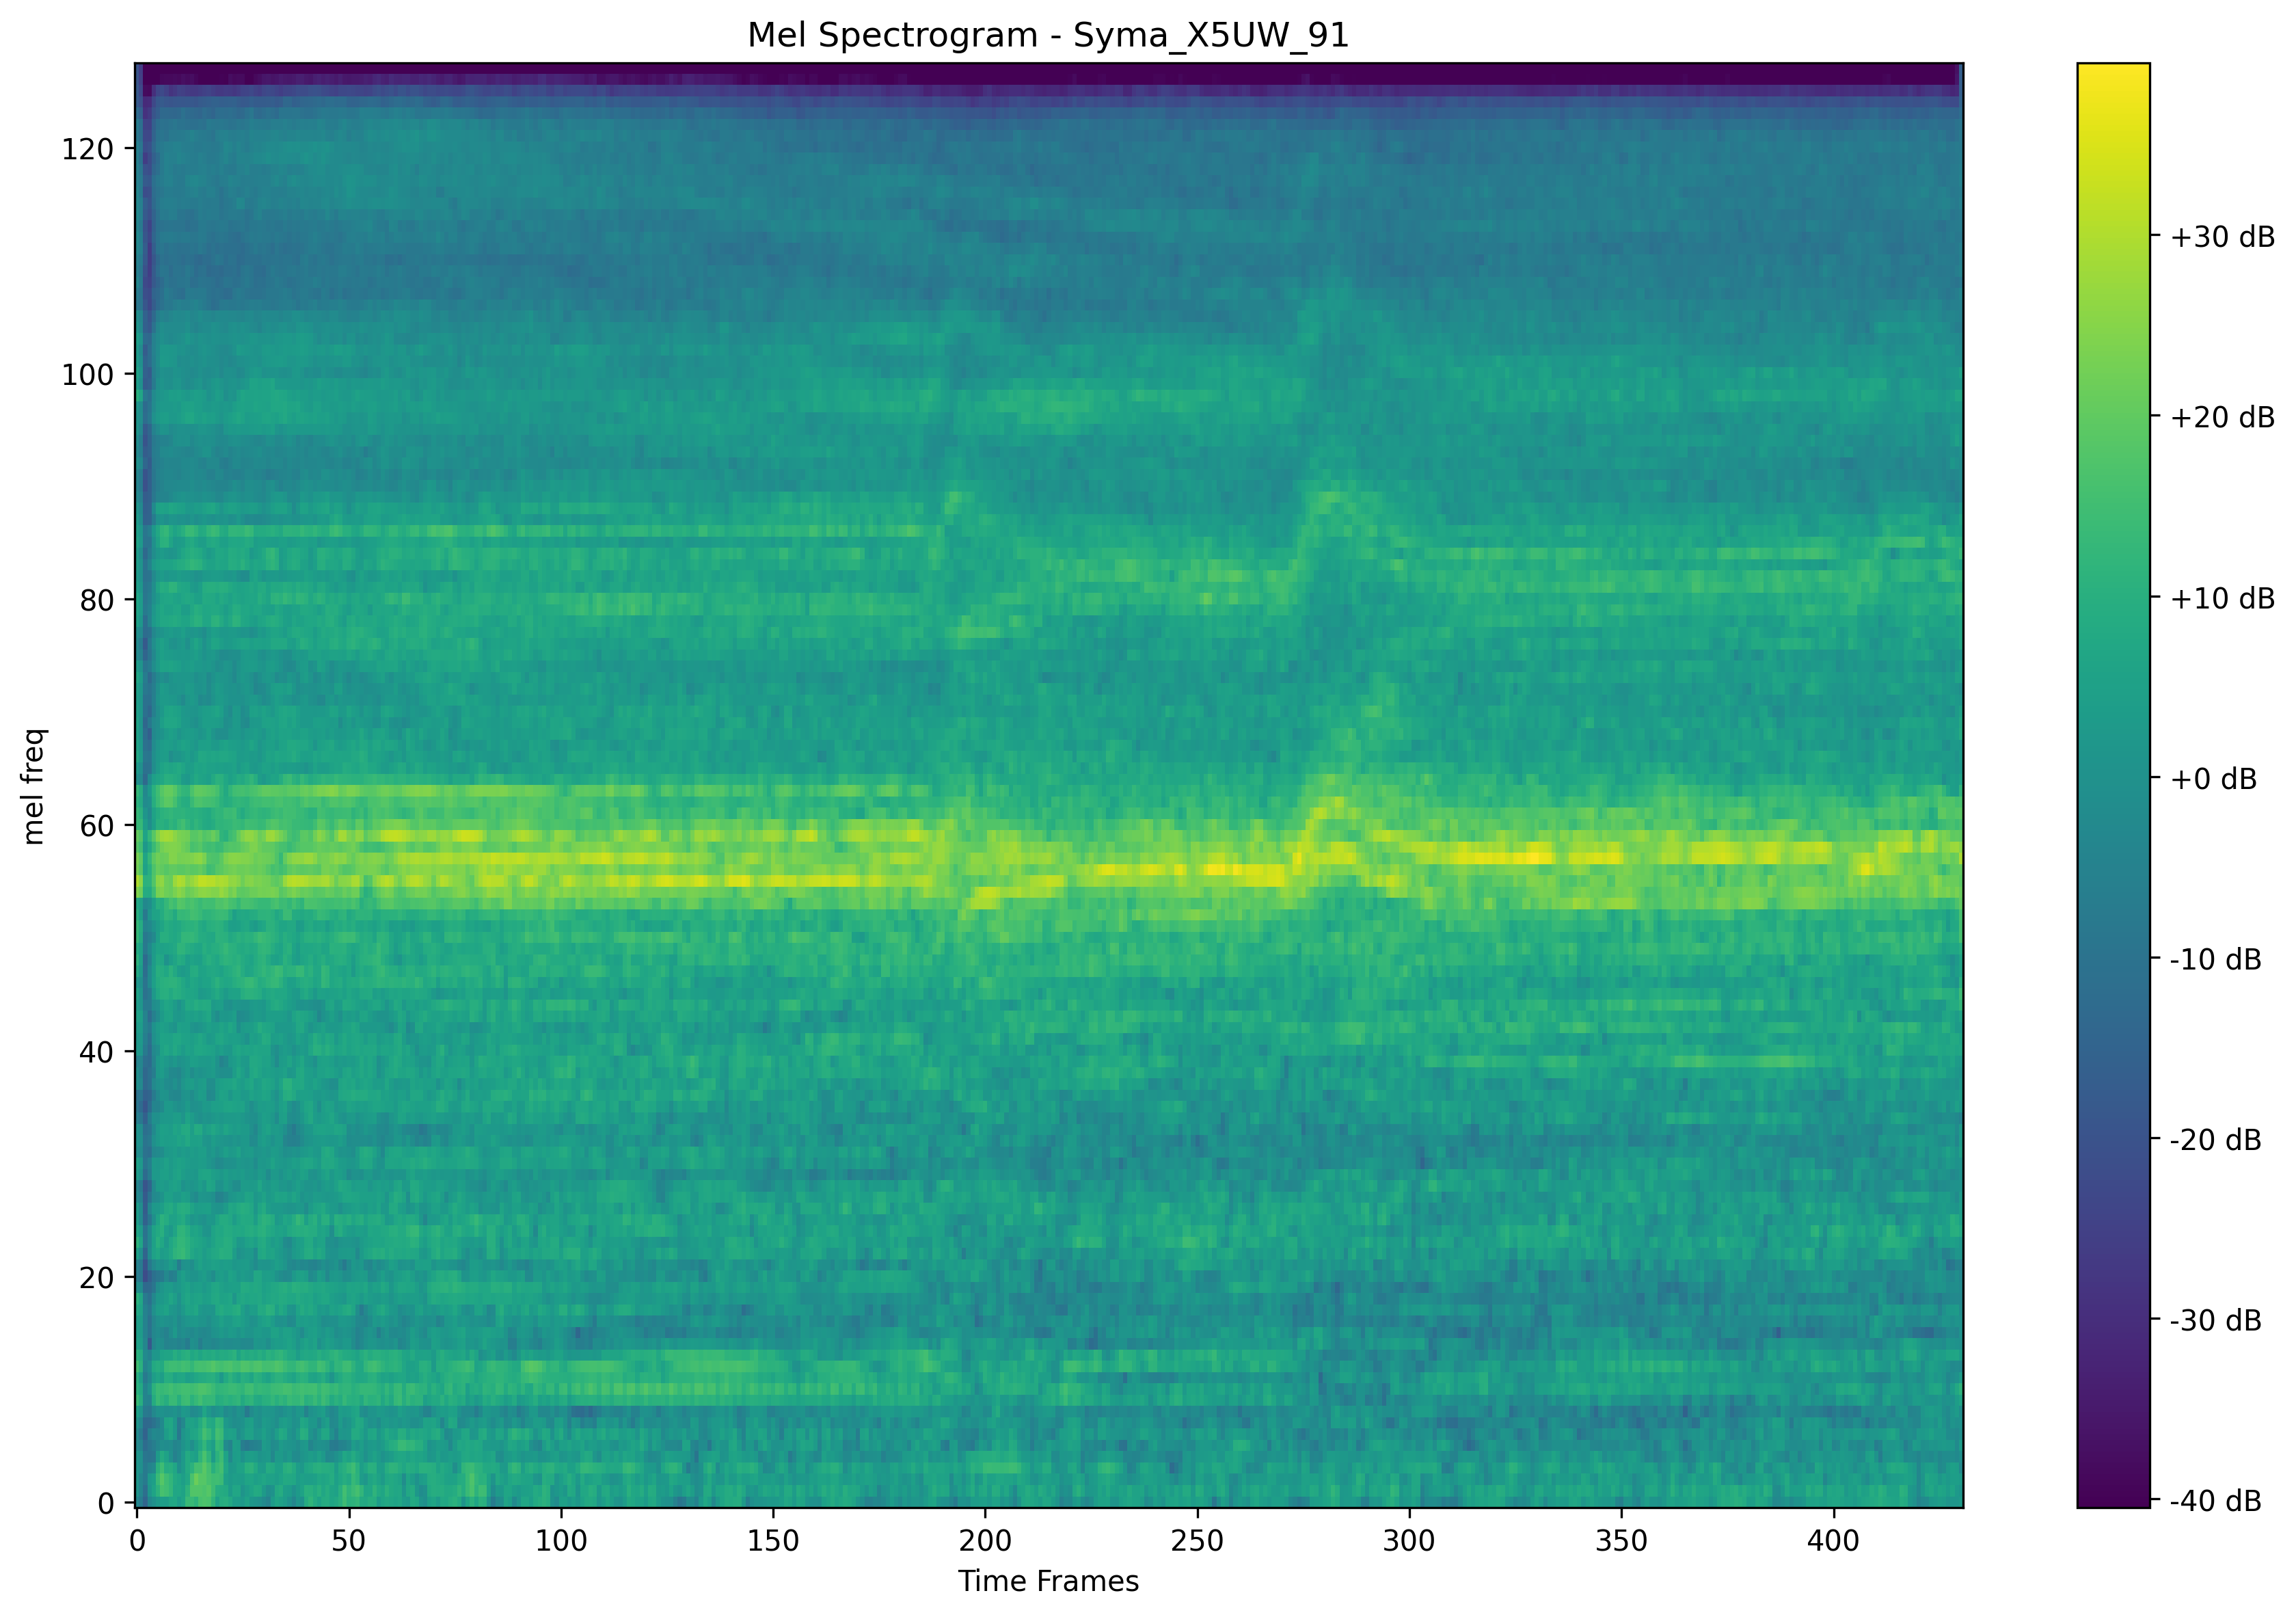 Mel Spectrogram - Syma_X5UW_91
mel freq
120
100
80
60
40
20
0
0 50 100 150 200 250 300 350 400
Time Frames
+30 dB
+20 dB
+10 dB
+0 dB
-10 dB
-20 dB
-30 dB
-40 dB